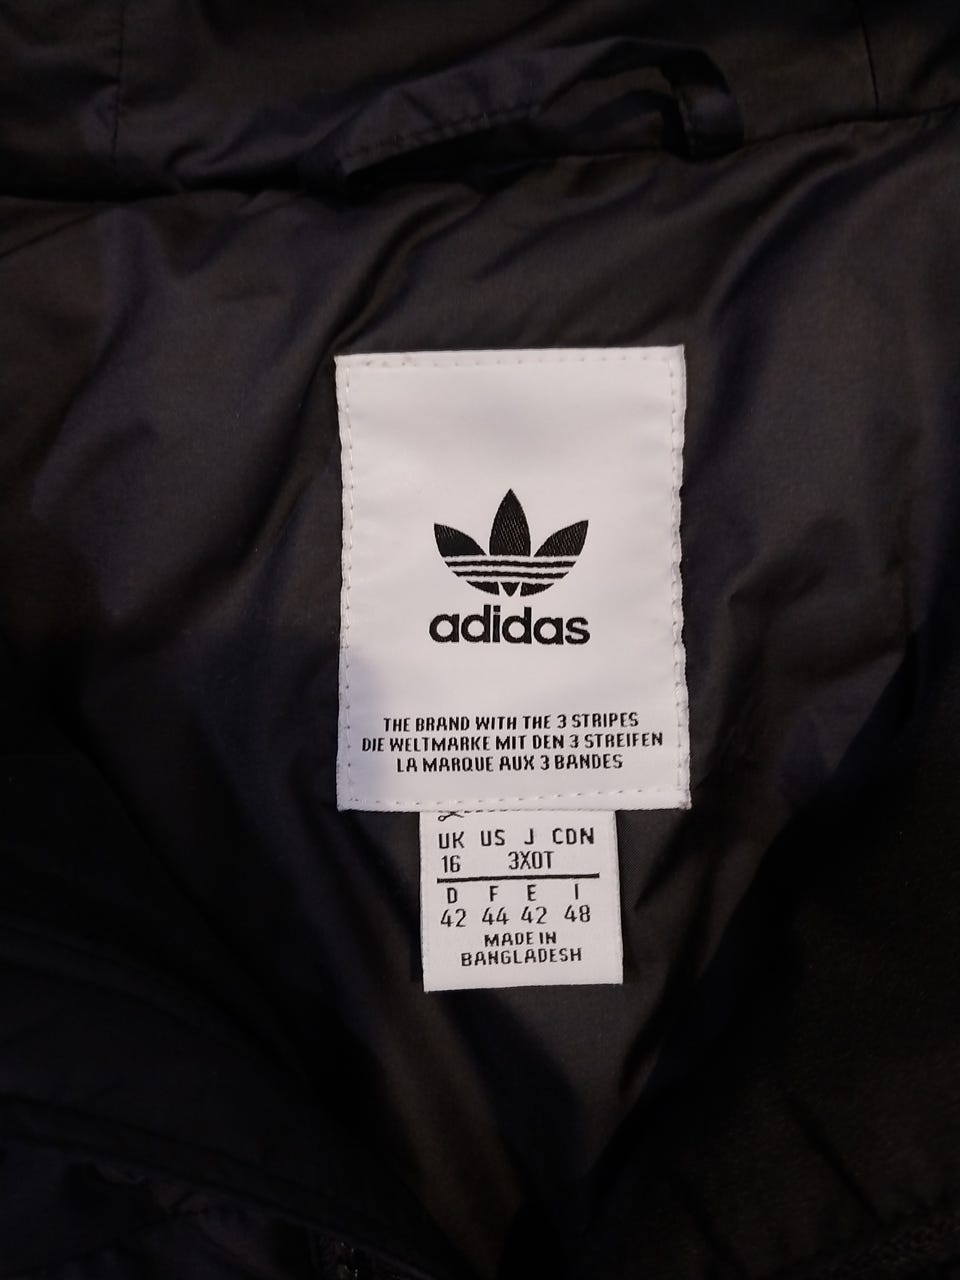 adidas
THE BRAND WITH THE 3 STRIPES
DIE WELTMARKE MIT DEN 3 STREIFEN
LA MARQUE AUX 3 BANDES
UK US J CDN
16 3XOT
D F E I
42 44 42 48
MADE IN
BANGLADESH